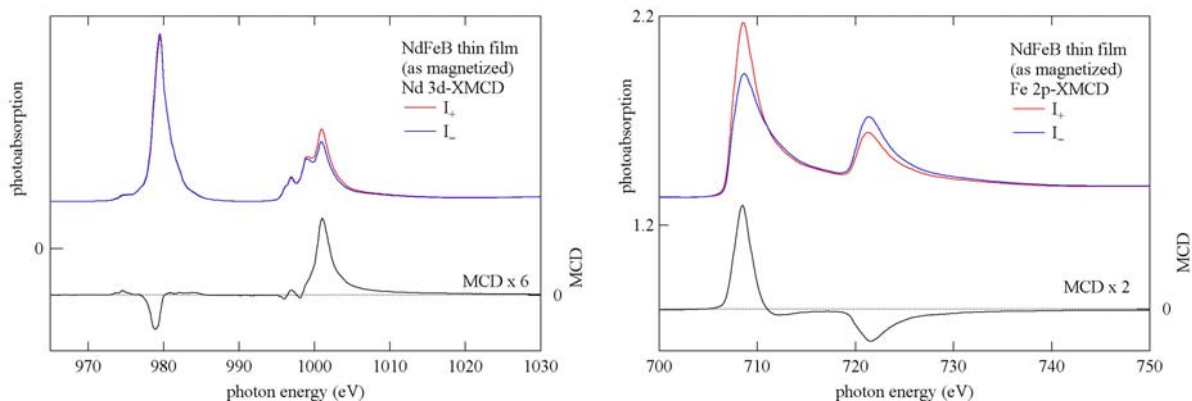 NdFeB thin film
(as magnetized)
Nd 3d-XMCD
I+
I−
photoabsorption
0
MCD
MCD x 6
0
970 980 990 1000 1010 1020 1030
photon energy (eV)
2.2
NdFeB thin film
(as magnetized)
Fe 2p-XMCD
I+
I−
photoabsorption
1.2
MCD
MCD x 2
0
700 710 720 730 740 750
photon energy (eV)